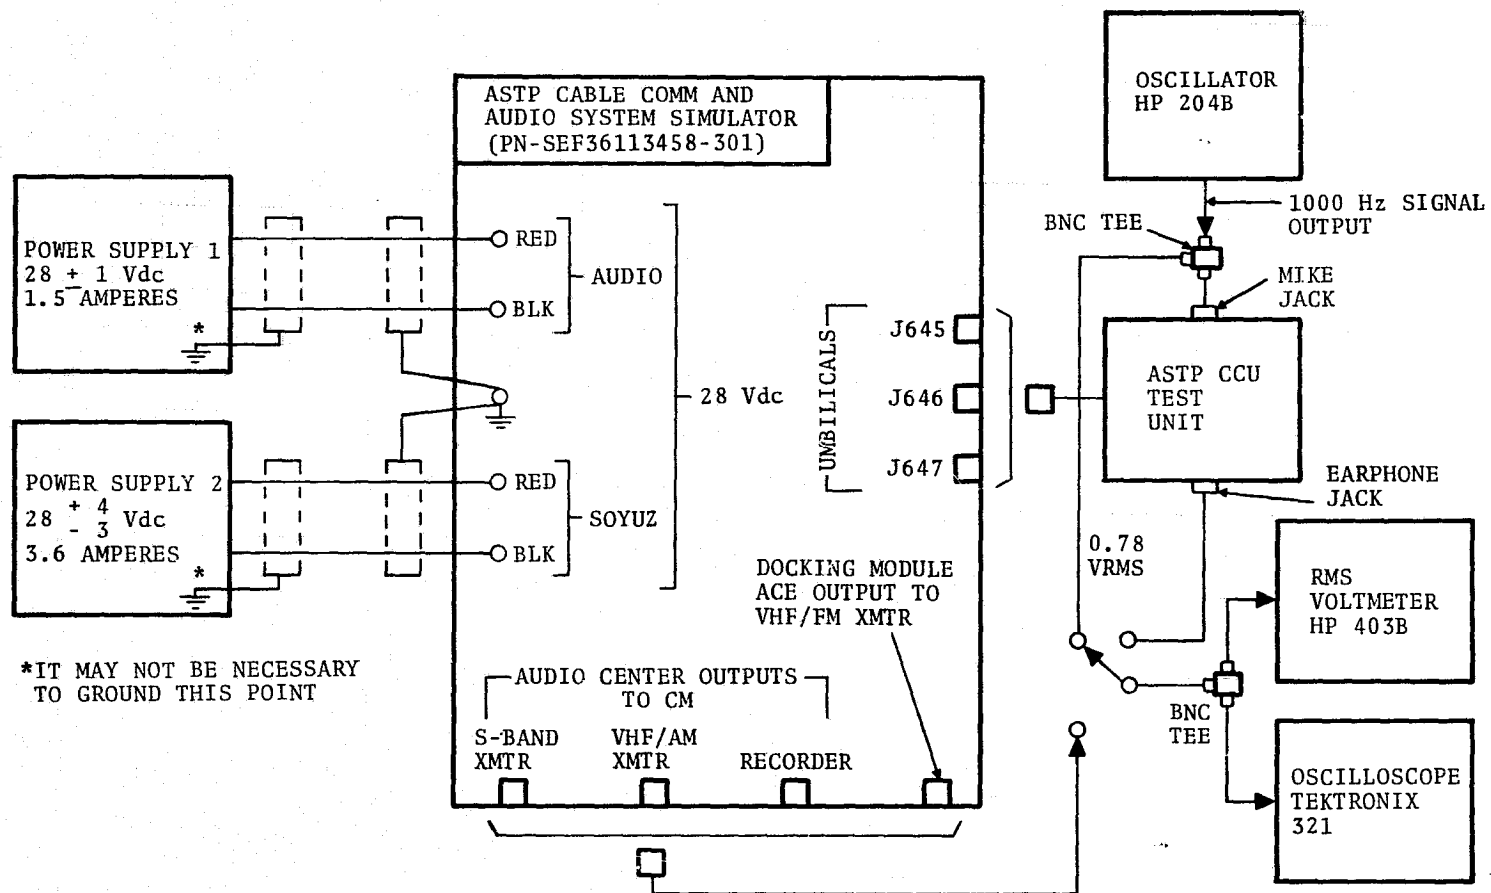 OSCILLATOR
HP 204B
ASTP CABLE COMM AND
AUDIO SYSTEM SIMULATOR
(PN-SEF36113458-301)
1000 Hz SIGNAL
OUTPUT
BNC TEE
MIKE
JACK
POWER SUPPLY 1
28 ± 1 Vdc
1.5 AMPERES
*
RED
BLK
AUDIO
28 Vdc
UMBILICALS
J645
J646
J647
ASTP CCU
TEST
UNIT
EARPHONE
JACK
POWER SUPPLY 2
28 + 4 - 3 Vdc
3.6 AMPERES
*
RED
BLK
SOYUZ
0.78
VRMS
DOCKING MODULE
ACE OUTPUT TO
VHF/FM XMTR
RMS
VOLTMETER
HP 403B
*IT MAY NOT BE NECESSARY
TO GROUND THIS POINT
AUDIO CENTER OUTPUTS
TO CM
S-BAND
XMTR
VHF/AM
XMTR
RECORDER
BNC
TEE
OSCILLOSCOPE
TEKTRONIX
321